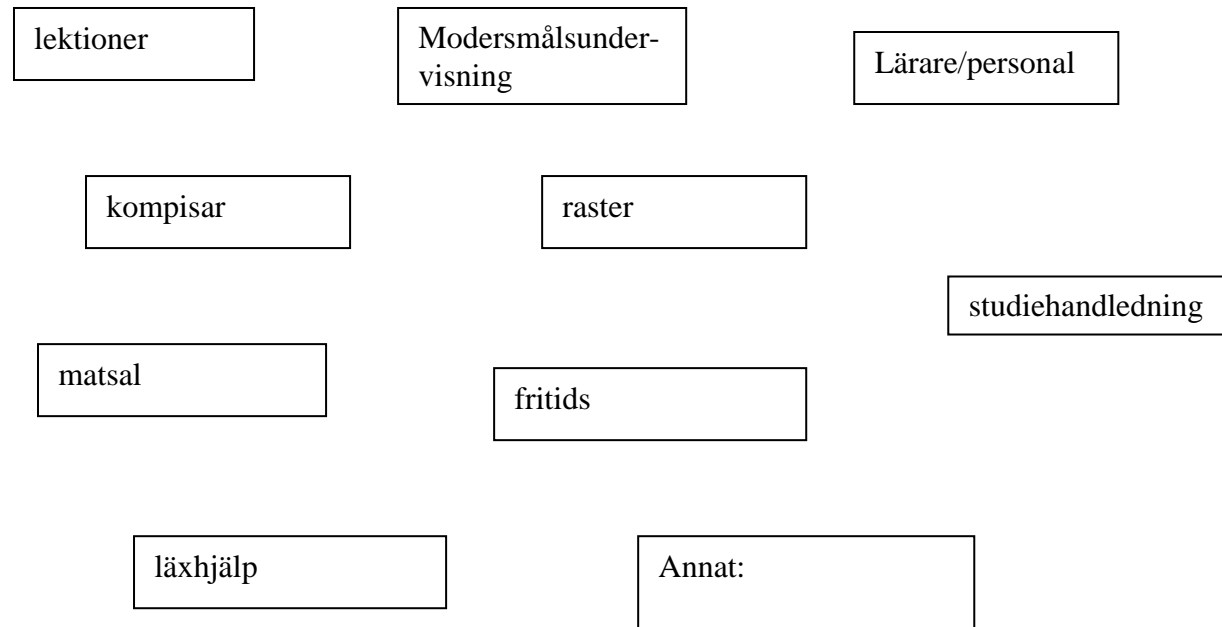 lektioner
Modersmålsunder-
visning
Lärare/personal
kompisar
raster
studiehandledning
matsal
fritids
läxhjälp
Annat: